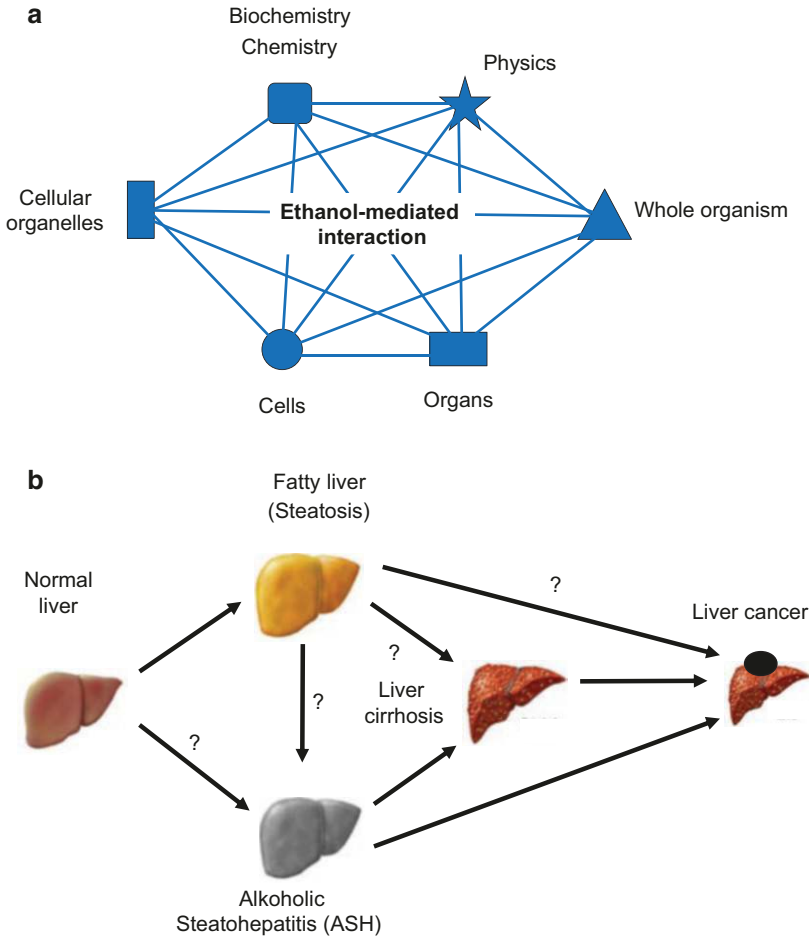 a
Biochemistry
Chemistry
Physics
Cellular
organelles
Ethanol-mediated
interaction
Whole organism
Cells
Organs
b
Fatty liver
(Steatosis)
Normal
liver
?
Liver cancer
?
?
?
Liver
cirrhosis
Alkoholic
Steatohepatitis (ASH)